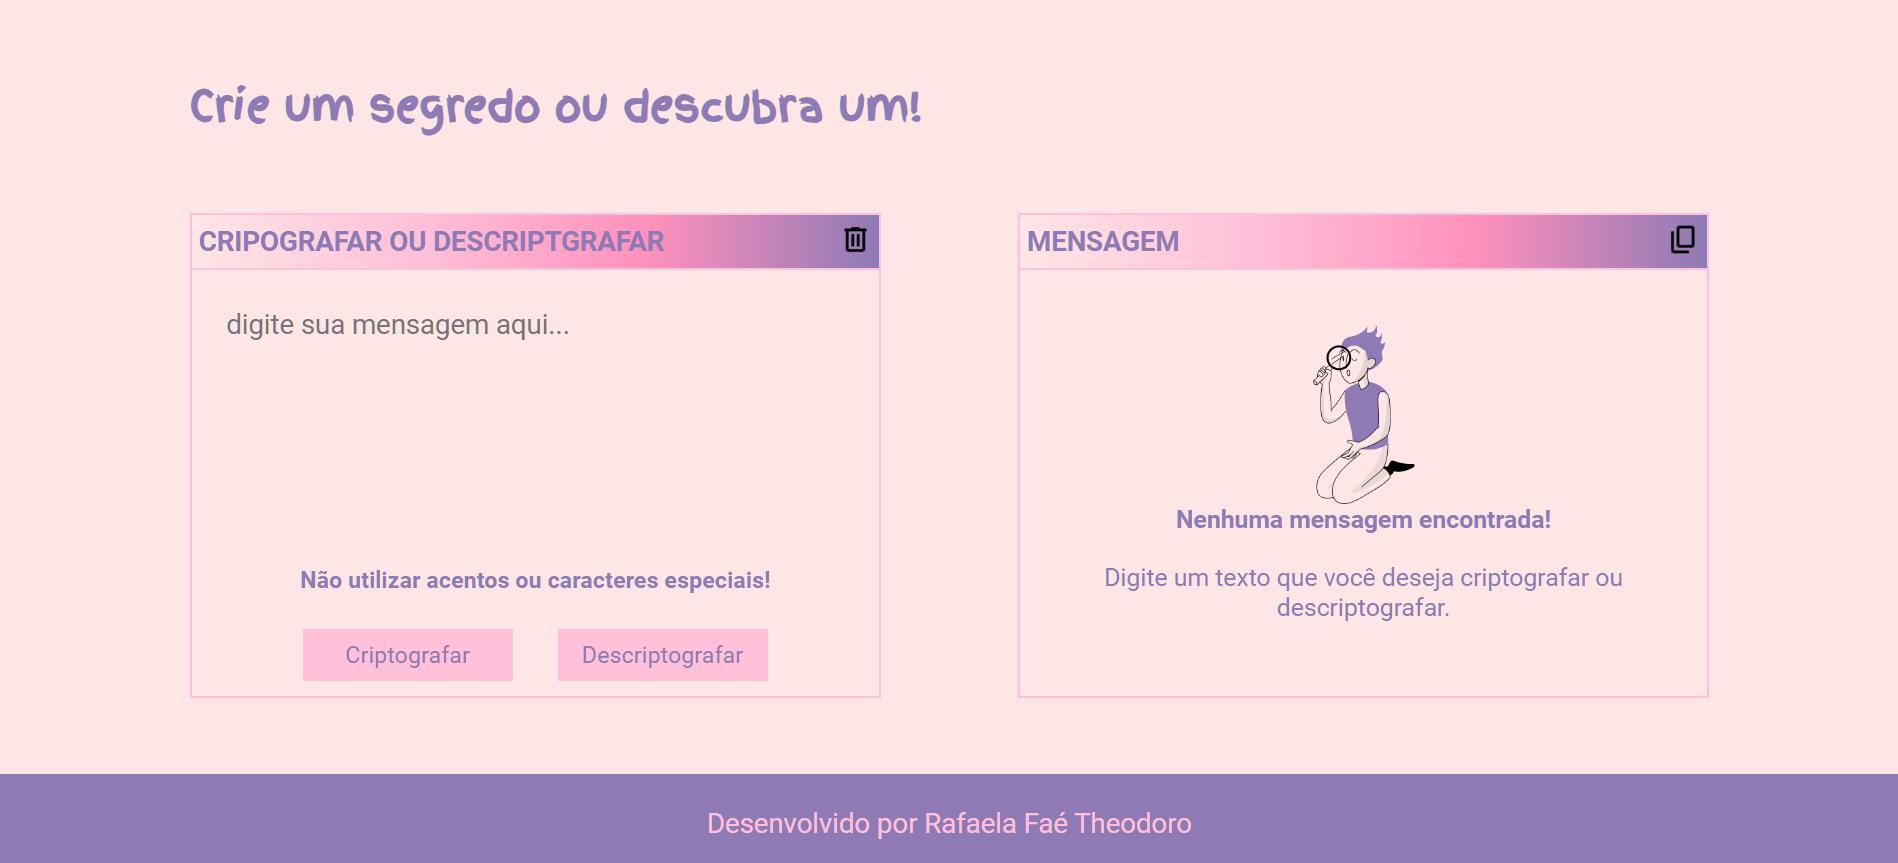 Crie um segredo ou descubra um!
CRIPOGRAFAR OU DESCRIPTGRAFAR
digite sua mensagem aqui...
Não utilizar acentos ou caracteres especiais!
Criptografar
Descriptografar
MENSAGEM
Nenhuma mensagem encontrada!
Digite um texto que você deseja criptografar ou
descriptografar.
Desenvolvido por Rafaela Faé Theodoro